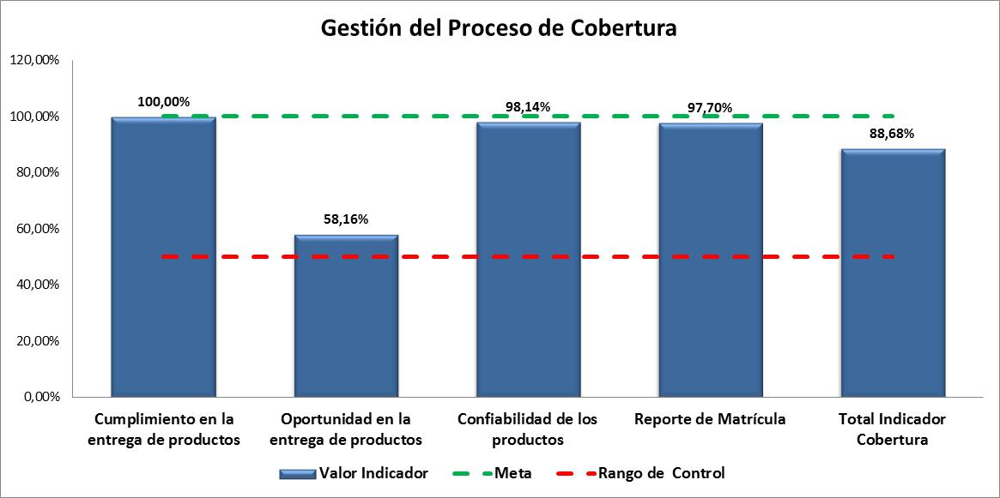 Gestión del Proceso de Cobertura
120,00%
100,00%
80,00%
60,00%
40,00%
20,00%
0,00%
100,00%
58,16%
98,14%
97,70%
88,68%
Cumplimiento en la
entrega de productos
Oportunidad en la
entrega de productos
Confiabilidad de los
productos
Reporte de Matrícula
Total Indicador
Cobertura
Valor Indicador
Meta
Rango de Control